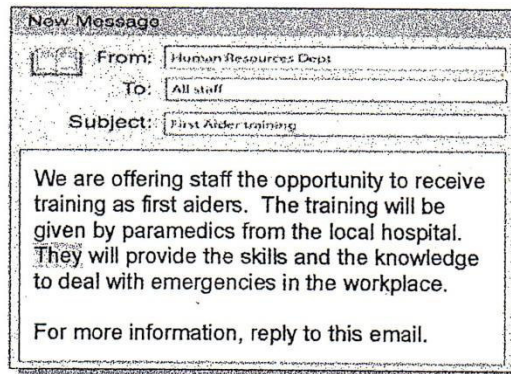 New Message
From: Human Resources Dept
To: All staff
Subject: First Aider training
We are offering staff the opportunity to receive
training as first aiders. The training will be
given by paramedics from the local hospital.
They will provide the skills and the knowledge
to deal with emergencies in the workplace.
For more information, reply to this email.